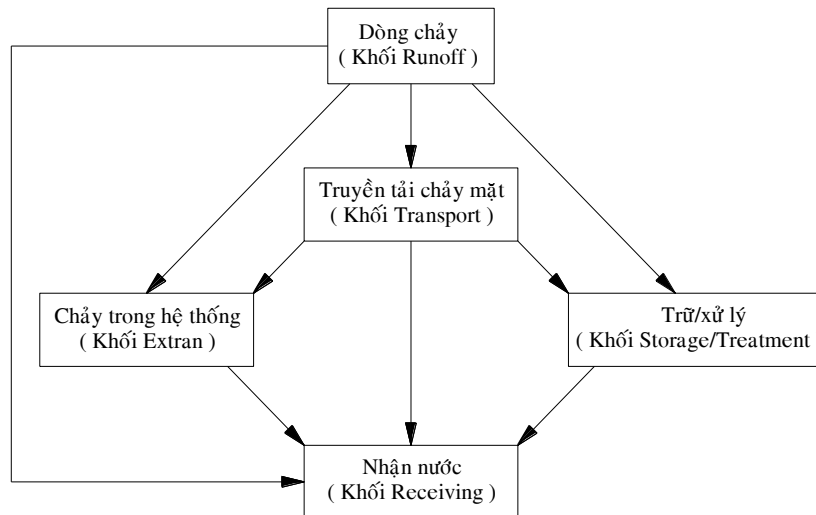 Dòng chảy
( Khối Runoff )
Truyền tải chảy mặt
( Khối Transport )
Chảy trong hệ thống
( Khối Extran )
Trữ/xử lý
( Khối Storage/Treatment
Nhận nước
( Khối Receiving )